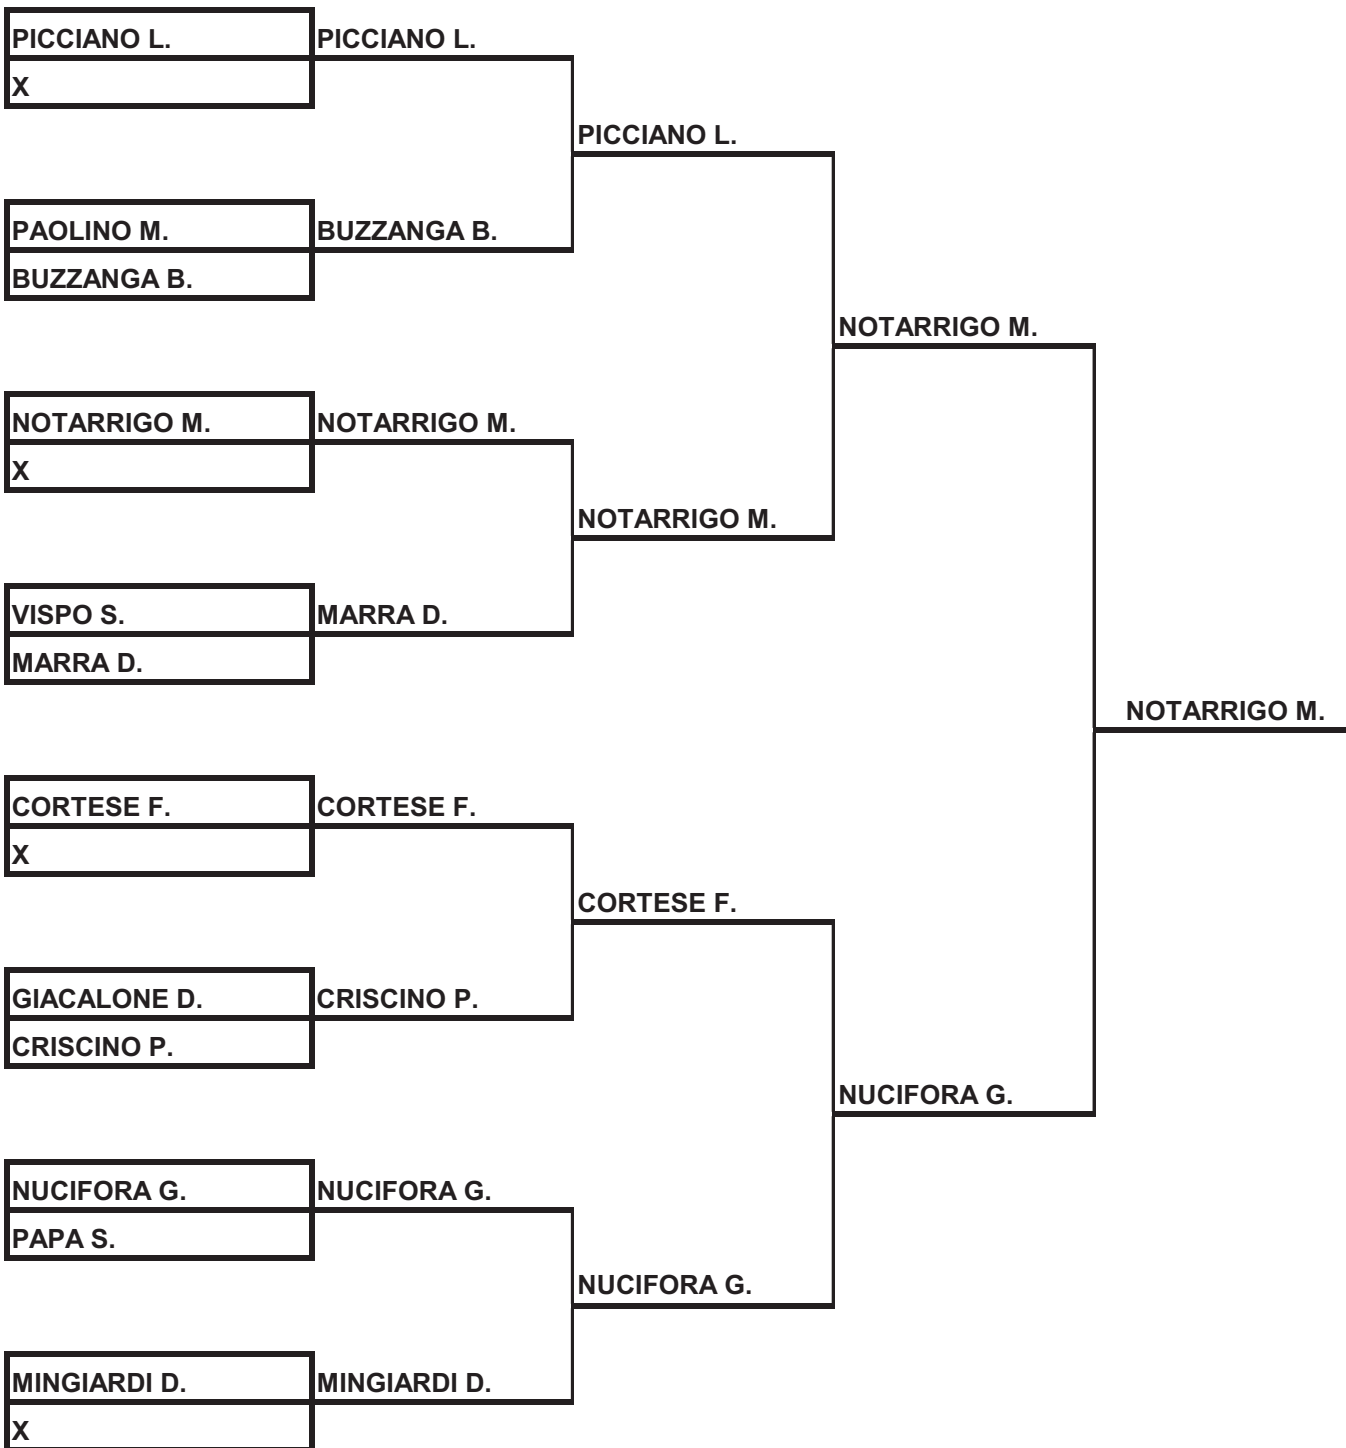 PICCIANO L. PICCIANO L.
X
PICCIANO L.
PAOLINO M. BUZZANGA B.
BUZZANGA B.
NOTARRIGO M.
NOTARRIGO M. NOTARRIGO M.
X
NOTARRIGO M.
VISPO S. MARRA D.
MARRA D.
NOTARRIGO M.
CORTESE F. CORTESE F.
X
CORTESE F.
GIACALONE D. CRISCINO P.
CRISCINO P.
NUCIFORA G.
NUCIFORA G. NUCIFORA G.
PAPA S.
NUCIFORA G.
MINGIARDI D. MINGIARDI D.
X